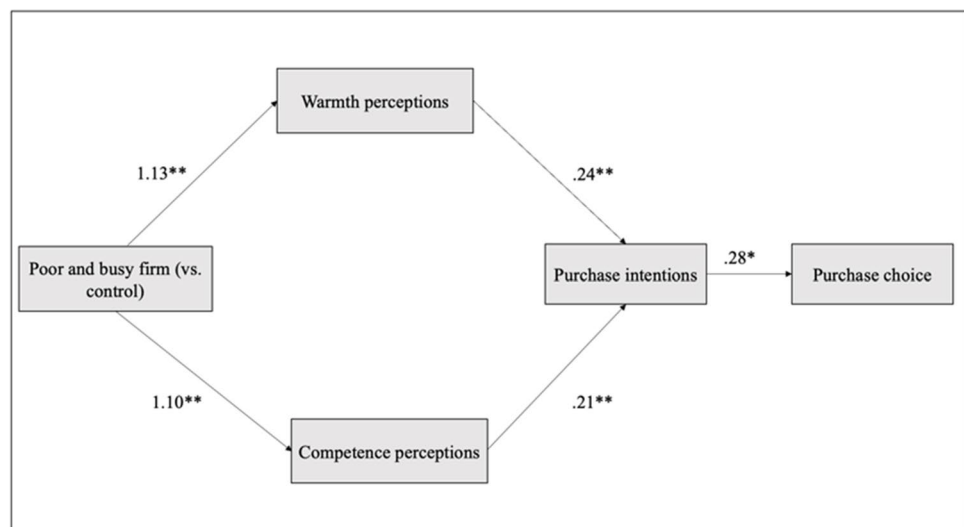 Warmth perceptions
1.13**
.24**
Poor and busy firm (vs.
control)
Purchase intentions
.28*
Purchase choice
1.10**
.21**
Competence perceptions